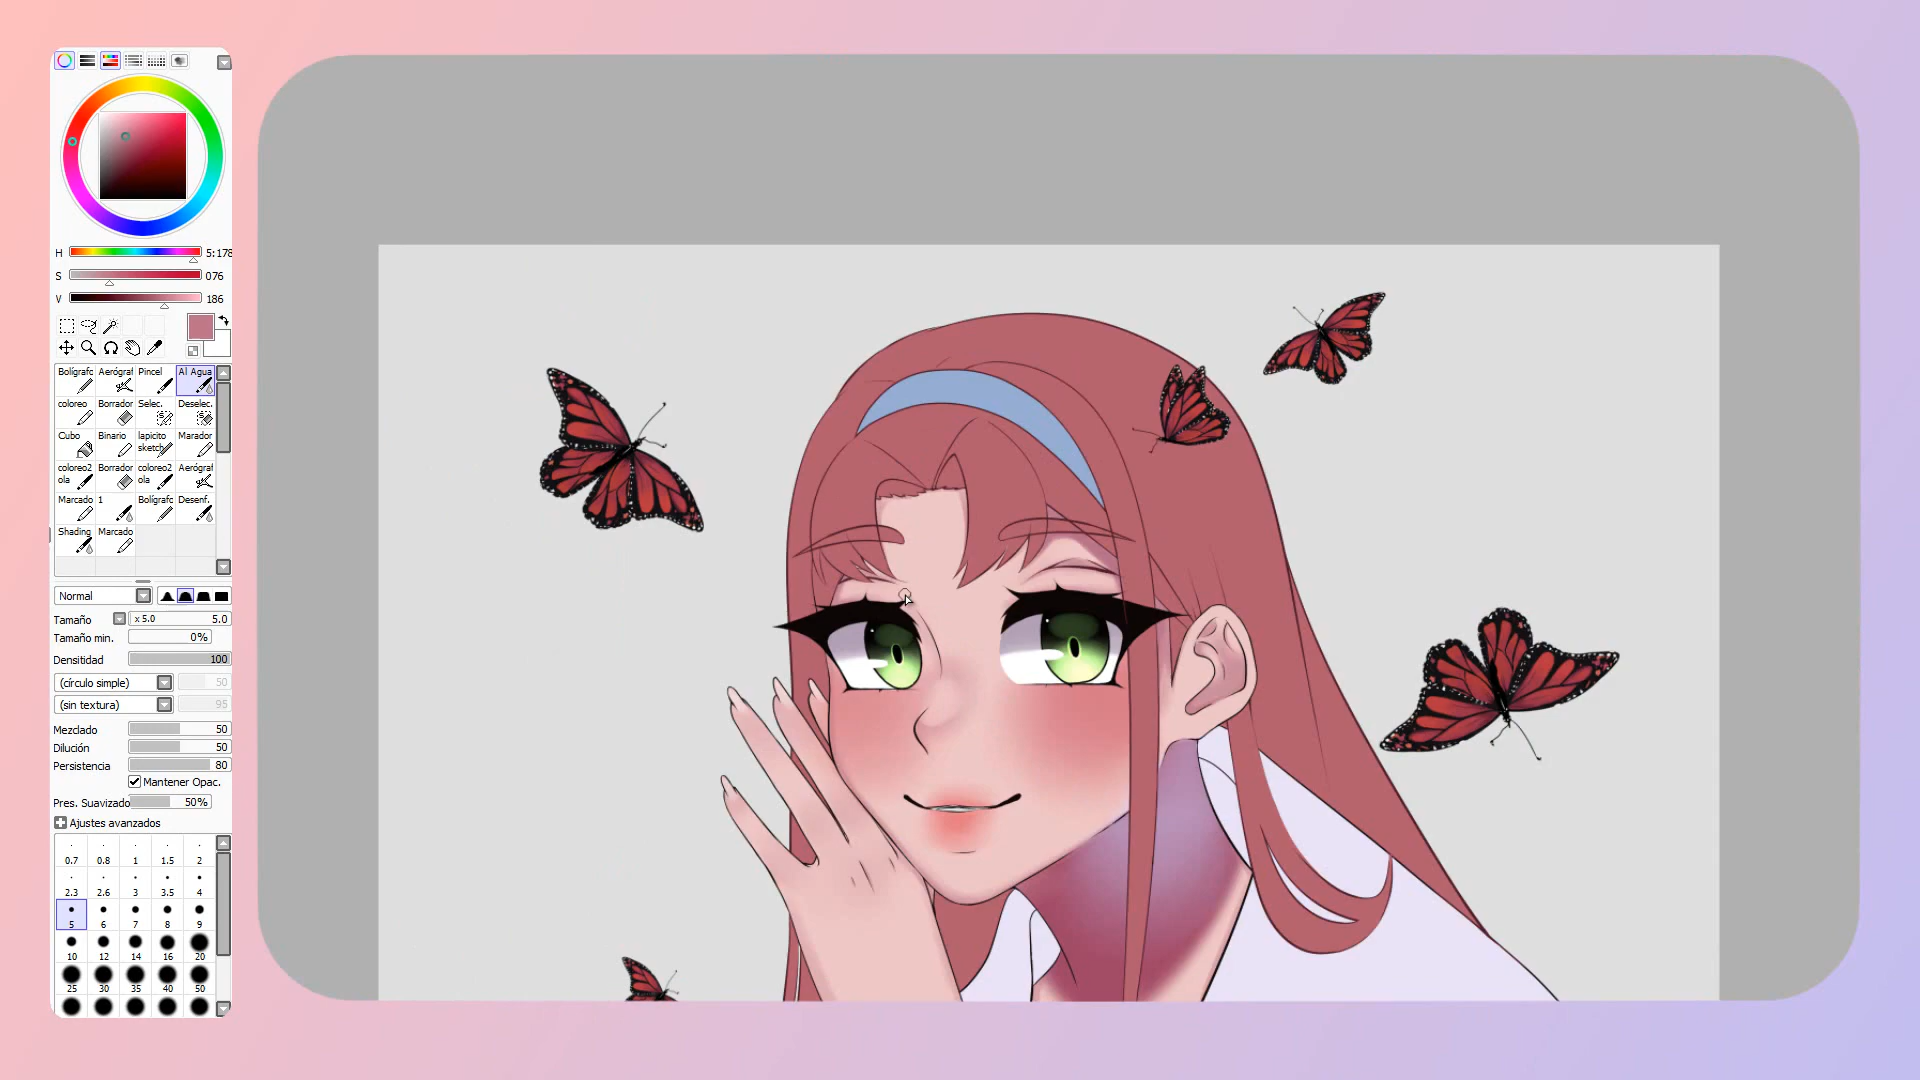 H 5:178
S 076
V 186
Bolígrafc Aerógraf Pincel Al Agua
coloreo Borrador Selec. Deselec.
Cubo Binario lapicito sketch Marador
coloreo2 ola Borrador coloreo2 ola Aerógraf
Marcado 1 Bolígrafo Desenf.
Shading Marcado
Normal
Tamaño x 5.0 5.0
Tamaño min. 0%
Densitidad 100
(círculo simple) 50
(sin textura) 95
Mezclado 50
Dilución 50
Persistencia 80
Mantener Opac.
Pres. Suavizado 50%
Ajustes avanzados
0.7 0.8 1 1.5 2
2.3 2.6 3 3.5 4
5 6 7 8 9
10 12 14 16 20
25 30 35 40 50